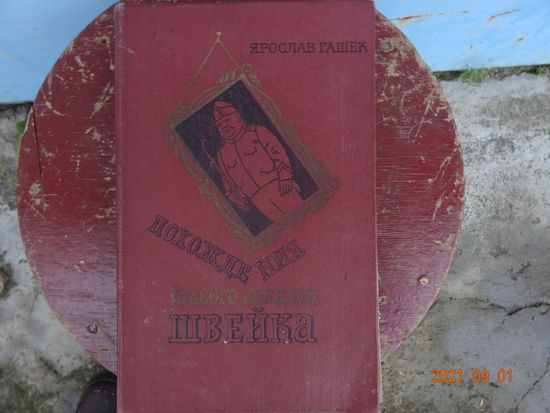 ЯРОСЛАВ ГАШЕК
ПОХОЖДЕНИЯ
БРАВОГО СОЛДАТА
ШВЕЙКА
2021 09 01